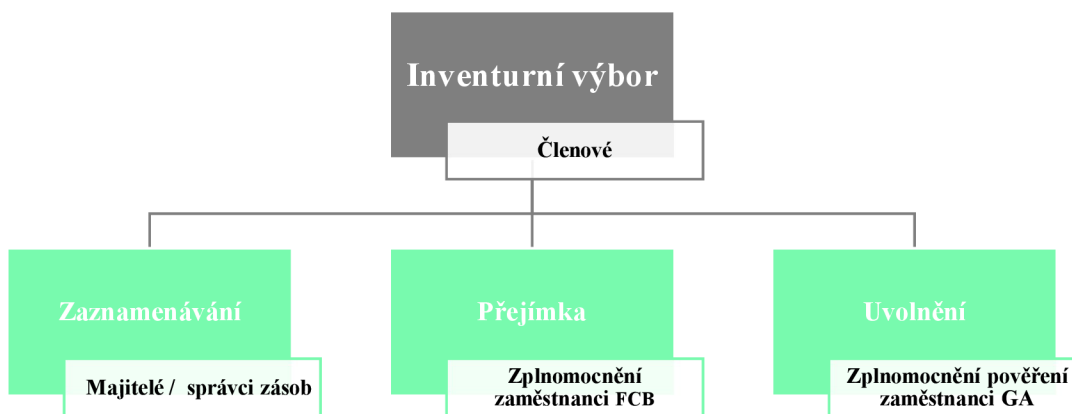 Inventurní výbor
Členové
Zaznamenávání
Majitelé / správci zásob
Přejímka
Zplnomocnění
zaměstnanci FCB
Uvolnění
Zplnomocnění pověření
zaměstnanci GA